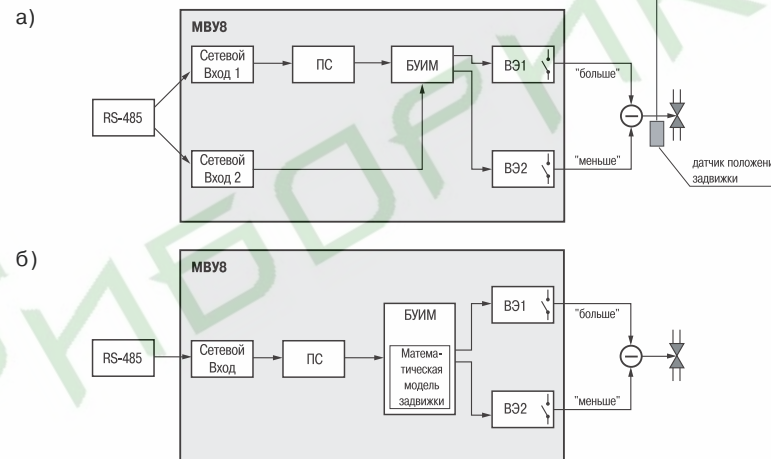 а)
МВУ8
Сетевой
Вход 1
ПС
БУИМ
ВЭ1
"больше"
RS-485
Сетевой
Вход 2
ВЭ2
"меньше"
датчик
задвижки
б)
МВУ8
БУИМ
ВЭ1
"больше"
RS-485
Сетевой
Вход
ПС
Матема-
тическая
модель
задвижки
ВЭ2
"меньше"